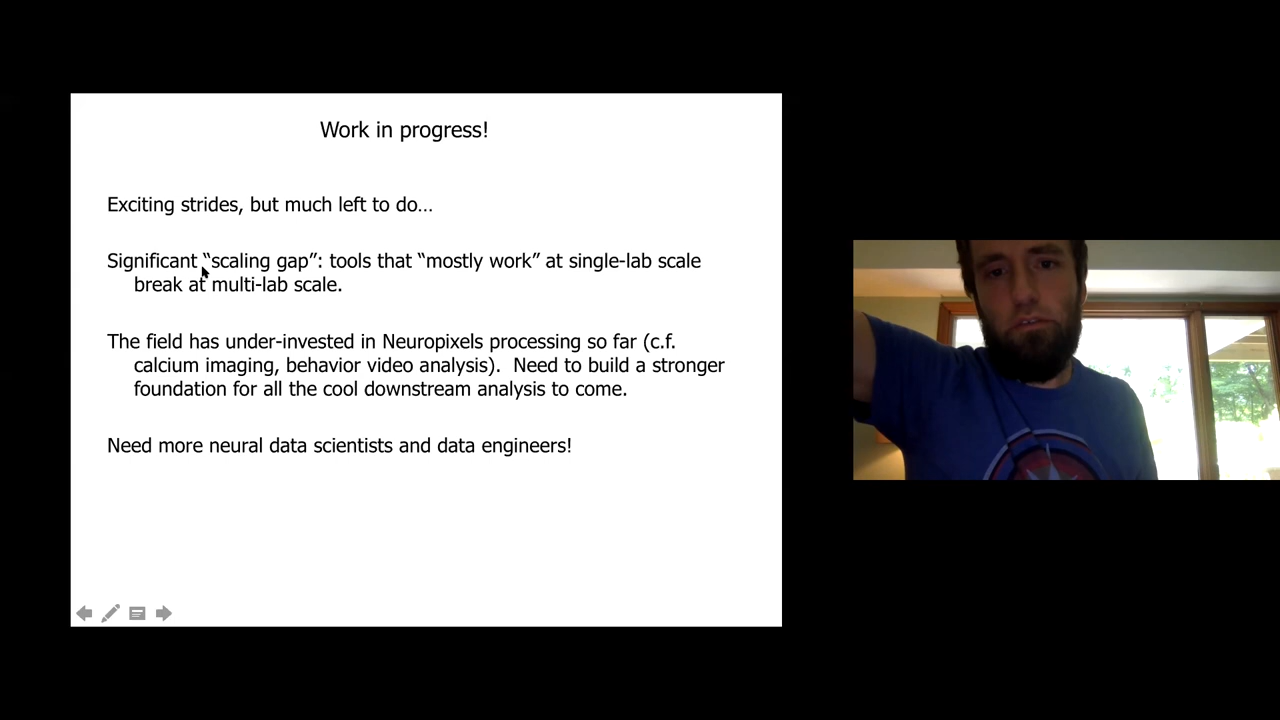 Work in progress!
Exciting strides, but much left to do…
Significant “scaling gap”: tools that “mostly work” at single-lab scale
break at multi-lab scale.
The field has under-invested in Neuropixels processing so far (c.f.
calcium imaging, behavior video analysis).  Need to build a stronger
foundation for all the cool downstream analysis to come.
Need more neural data scientists and data engineers!